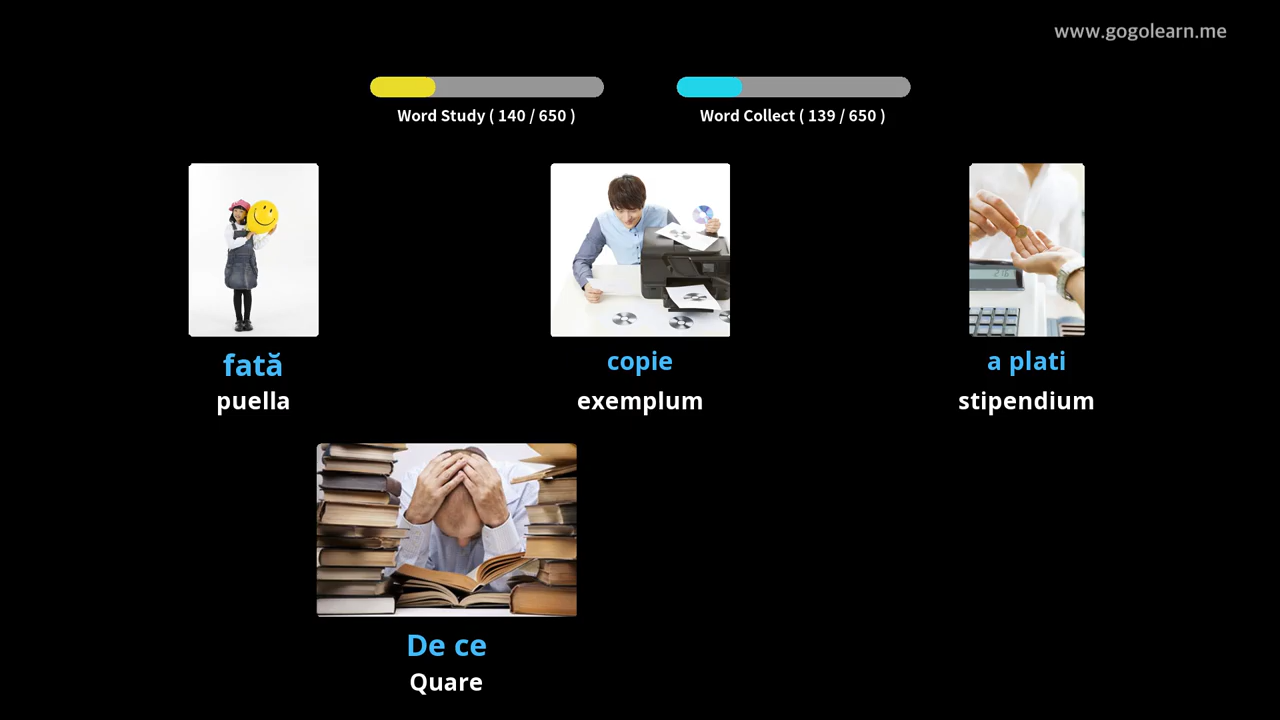 www.gogolearn.me
Word Study ( 140 / 650 )
Word Collect ( 139 / 650 )
fată
copie
a plati
puella
exemplum
stipendium
De ce
Quare